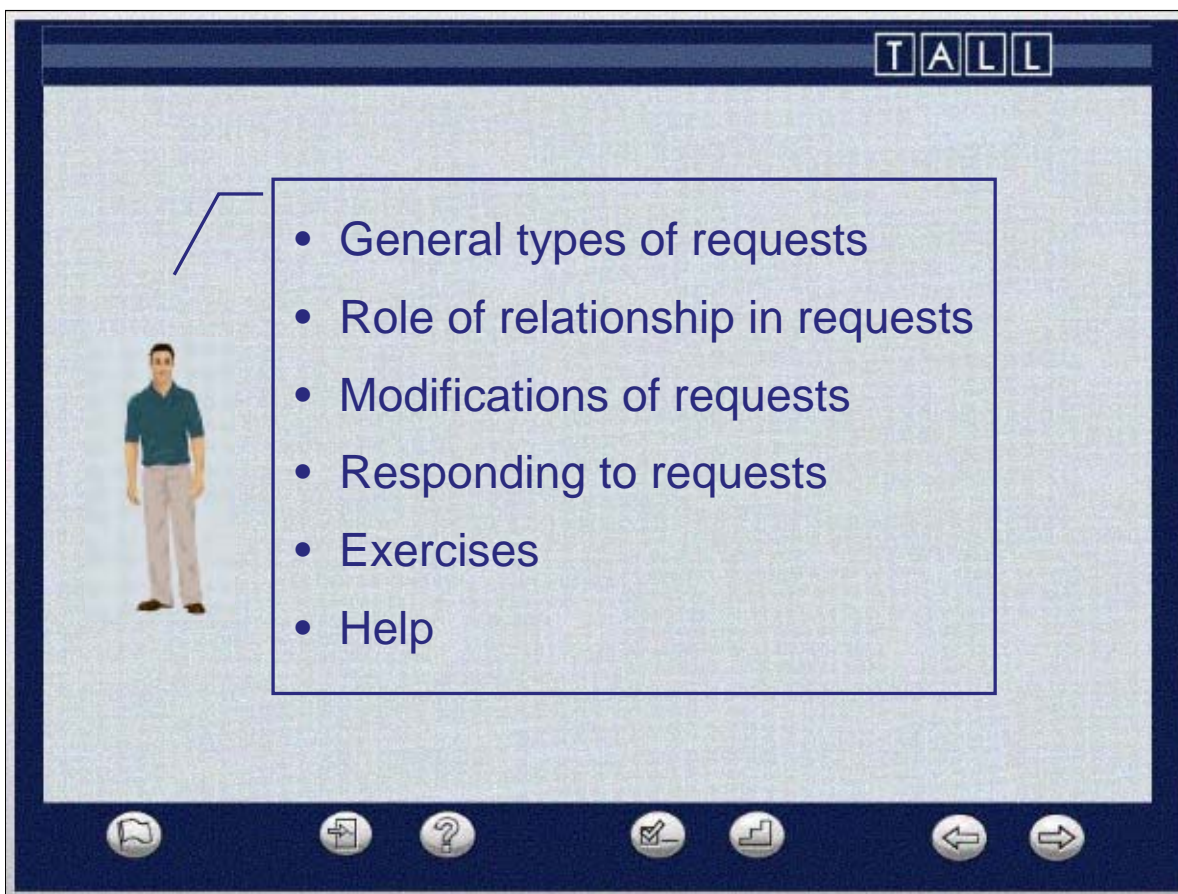 TALL
• General types of requests
• Role of relationship in requests
• Modifications of requests
• Responding to requests
• Exercises
• Help